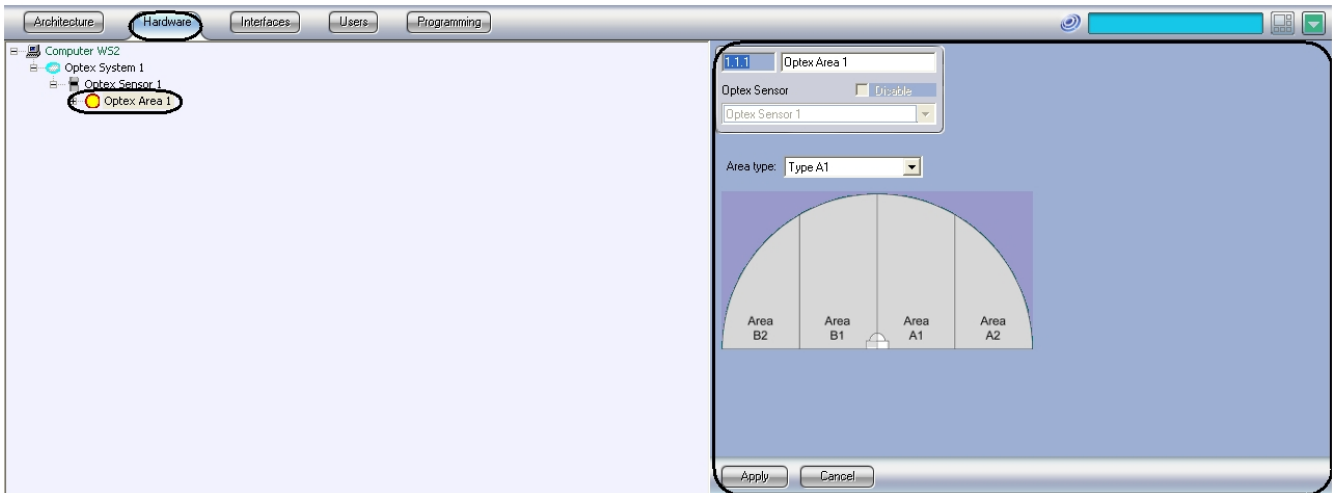 Architecture Hardware Interfaces Users Programming
Computer WS2
Optex System 1
Optex Sensor 1
Optex Area 1
1.1.1 Optex Area 1
Optex Sensor Disable
Optex Sensor 1
Area type: Type A1
Area B2 Area B1 Area A1 Area A2
Apply Cancel